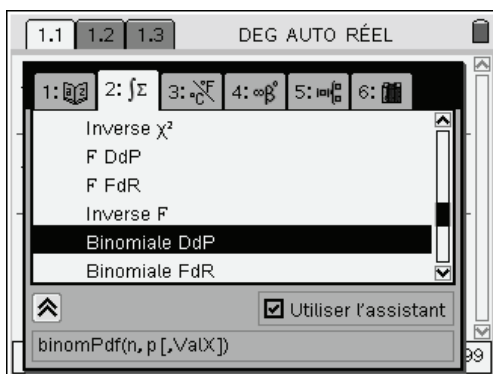 1.1 1.2 1.3 DEG AUTO RÉEL
1: 2: ∫Σ 3: °C°F 4: ∞β° 5: 6:
Inverse χ²
F DdP
F FdR
Inverse F
Binomiale DdP
Binomiale FdR
Utiliser l'assistant
binomPdf(n,p[,ValX])
99